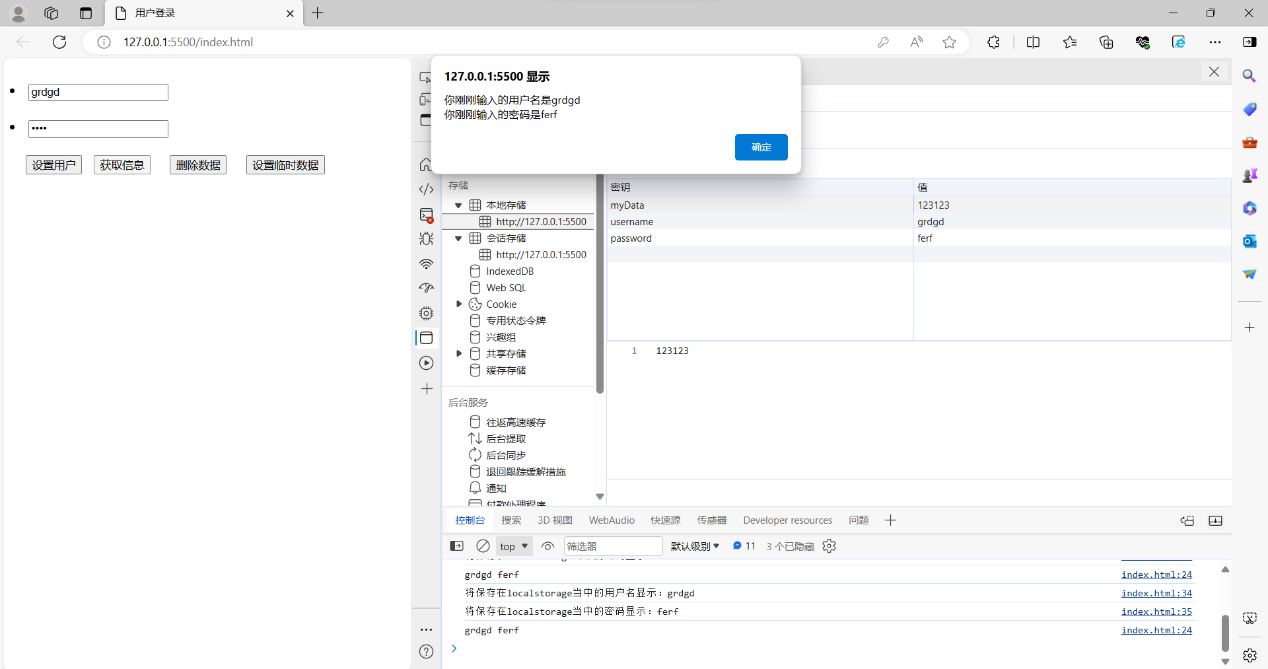 用户登录
127.0.0.1:5500/index.html
127.0.0.1:5500 显示
你刚刚输入的用户名是grdgd
你刚刚输入的密码是ferf
确定
grdgd
••••
设置用户 获取信息 删除数据 设置临时数据
存储
本地存储
http://127.0.0.1:5500
会话存储
http://127.0.0.1:5500
IndexedDB
Web SQL
Cookie
专用状态令牌
兴趣组
共享存储
缓存存储
后台服务
往返高速缓存
后台提取
后台同步
退回跟踪缓解措施
通知
付款处理程序
密钥 值
myData 123123
username grdgd
password ferf
1 123123
控制台 搜索 3D 视图 WebAudio 快速源 传感器 Developer resources 问题
top 筛选器 默认级别 11 3 个已隐藏
grdgd ferf index.html:24
将保存在localstorage当中的用户名显示：grdgd index.html:34
将保存在localstorage当中的密码显示：ferf index.html:35
grdgd ferf index.html:24